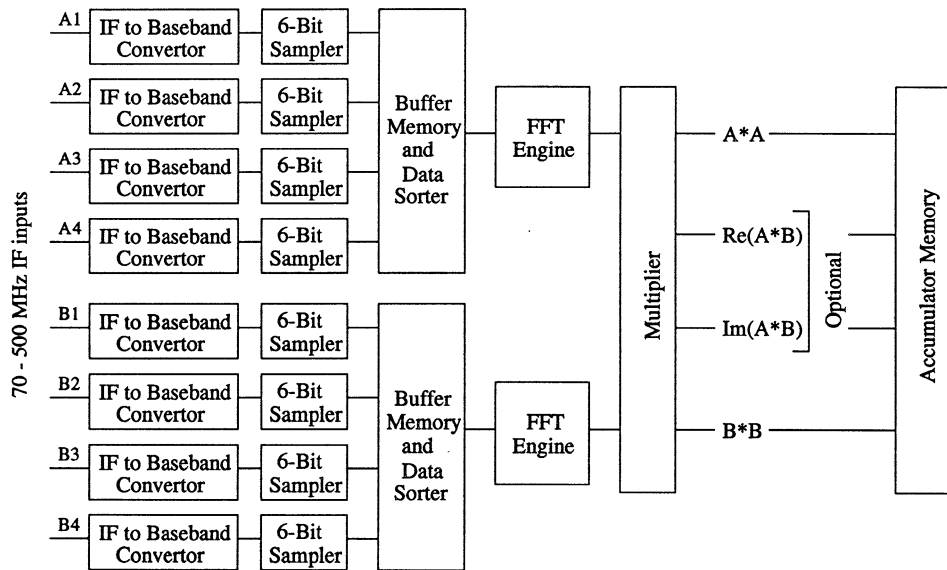 70 - 500 MHz IF inputs
A1
IF to Baseband
Convertor
6-Bit
Sampler
A2
IF to Baseband
Convertor
6-Bit
Sampler
A3
IF to Baseband
Convertor
6-Bit
Sampler
A4
IF to Baseband
Convertor
6-Bit
Sampler
Buffer
Memory
and
Data
Sorter
FFT
Engine
B1
IF to Baseband
Convertor
6-Bit
Sampler
B2
IF to Baseband
Convertor
6-Bit
Sampler
B3
IF to Baseband
Convertor
6-Bit
Sampler
B4
IF to Baseband
Convertor
6-Bit
Sampler
Buffer
Memory
and
Data
Sorter
FFT
Engine
Multiplier
A*A
Re(A*B)
Im(A*B)
Optional
B*B
Accumulator Memory